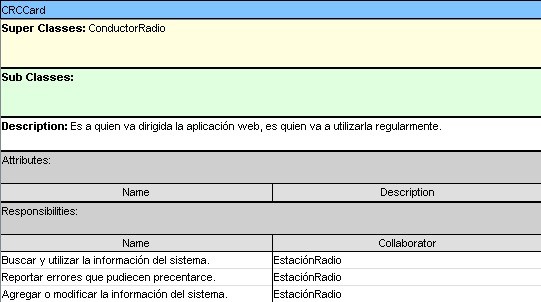 CRCCard
Super Classes: ConductorRadio
Sub Classes:
Description: Es a quien va dirigida la aplicación web, es quien va a utilizarla regularmente.
Attributes:
Name Description
Responsibilities:
Name Collaborator
Buscar y utilizar la información del sistema. EstaciónRadio
Reportar errores que pudiecen precentarce. EstaciónRadio
Agregar o modificar la información del sistema. EstaciónRadio